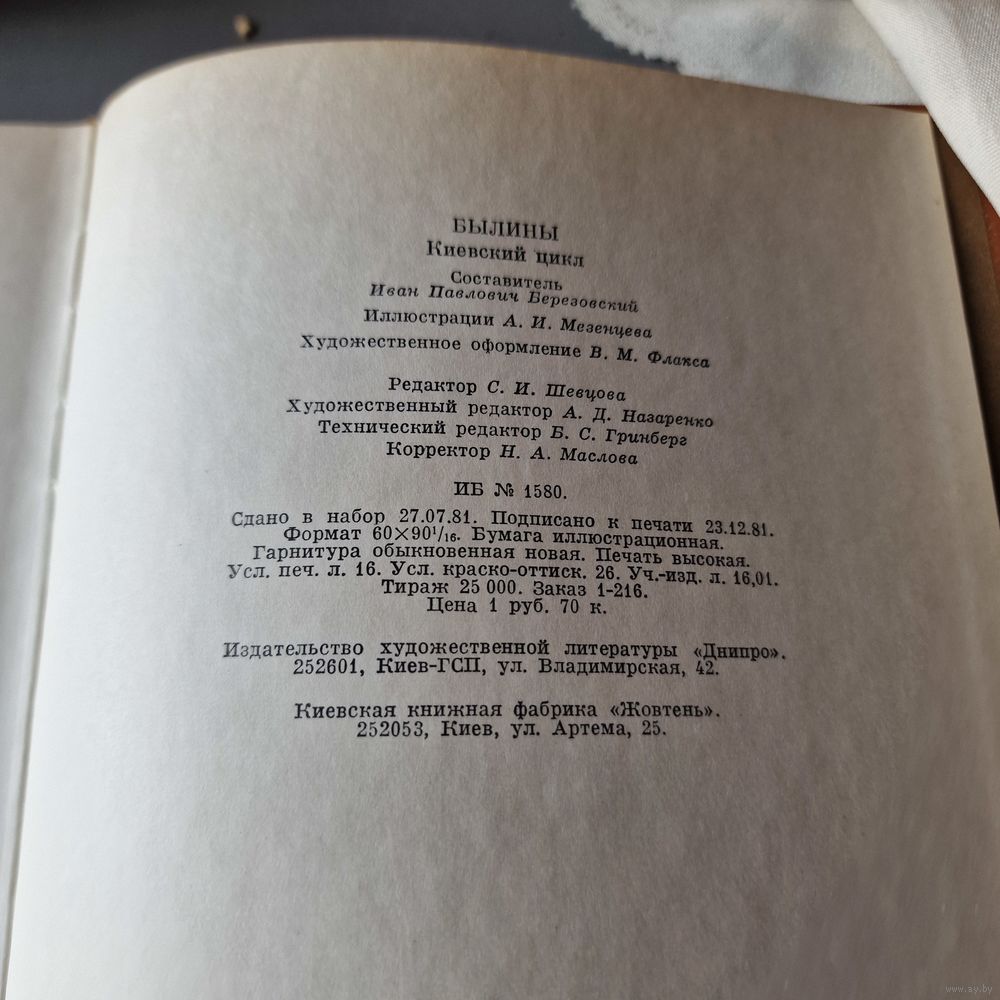 БЫЛИНЫ
Киевский цикл
Составитель
Иван Павлович Березовский
Иллюстрации А. И. Мезенцева
Художественное оформление В. М. Флакса
Редактор С. И. Шевцова
Художественный редактор А. Д. Назаренко
Технический редактор Б. С. Гринберг
Корректор Н. А. Маслова
ИБ № 1580.
Сдано в набор 27.07.81. Подписано к печати 23.12.81.
Формат 60×90¹/₁₆. Бумага иллюстрационная.
Гарнитура обыкновенная новая. Печать высокая.
Усл. печ. л. 16. Усл. краско-оттиск. 26. Уч.-изд. л. 16,01.
Тираж 25 000. Заказ 1-216.
Цена 1 руб. 70 к.
Издательство художественной литературы «Днипро».
252601, Киев-ГСП, ул. Владимирская, 42.
Киевская книжная фабрика «Жовтень».
252053, Киев, ул. Артема, 25.
www.ay.by